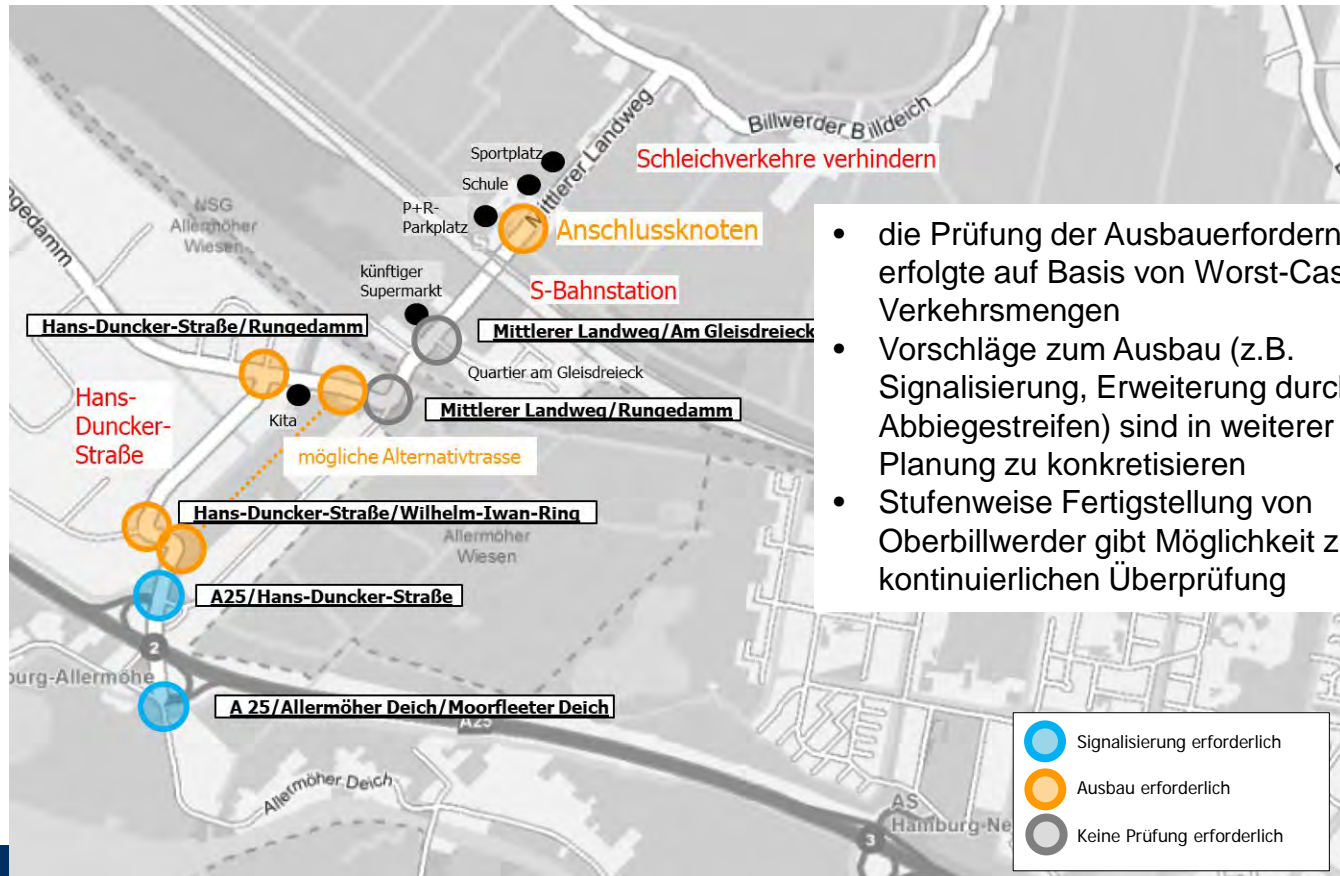 Billwerder Billdeich
Mittlerer Landweg
Sportplatz
Schleichverkehre verhindern
Schule
P+R-
Parkplatz
S
Anschlussknoten
NSG
Allermöher
Wiesen
künftiger
Supermarkt
S-Bahnstation
Hans-Duncker-Straße/Rungedamm
Mittlerer Landweg/Am Gleisdreieck
Quartier am Gleisdreieck
Hans-
Duncker-
Straße
Kita
Mittlerer Landweg/Rungedamm
mögliche Alternativtrasse
Hans-Duncker-Straße/Wilhelm-Iwan-Ring
Allermöher
Wiesen
A25/Hans-Duncker-Straße
2
burg-Allermöhe
A 25/Allermöher Deich/Moorfleeter Deich
A25
Allermöher Deich
AS
Hamburg-Ne
3
• die Prüfung der Ausbauerfordern
erfolgte auf Basis von Worst-Cas
Verkehrsmengen
• Vorschläge zum Ausbau (z.B.
Signalisierung, Erweiterung durch
Abbiegestreifen) sind in weiterer
Planung zu konkretisieren
• Stufenweise Fertigstellung von
Oberbillwerder gibt Möglichkeit z
kontinuierlichen Überprüfung
Signalisierung erforderlich
Ausbau erforderlich
Keine Prüfung erforderlich